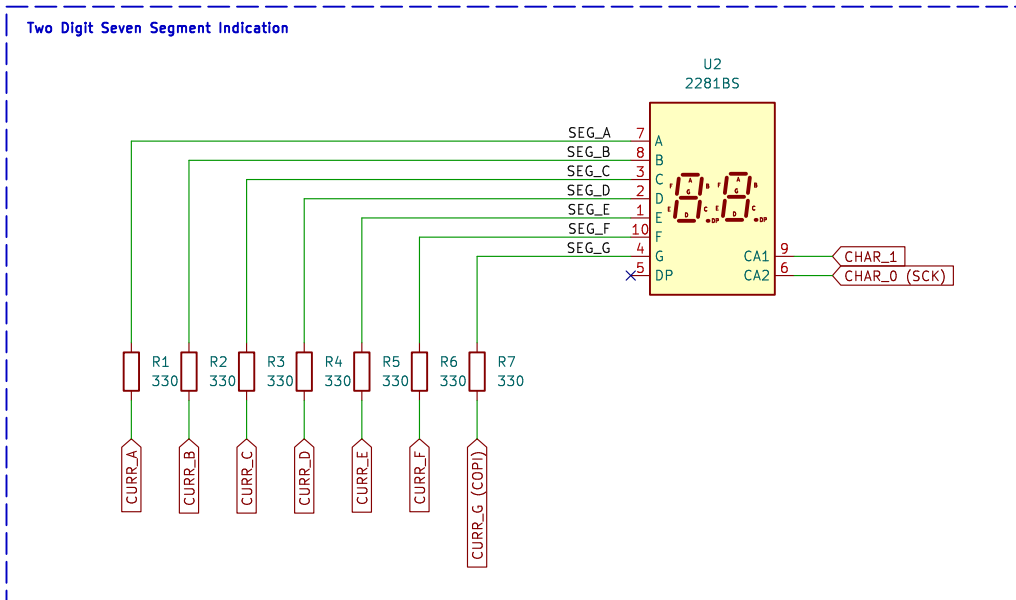 Two Digit Seven Segment Indication
U2
2281BS
SEG_A 7 A
SEG_B 8 B
SEG_C 3 C
SEG_D 2 D
SEG_E 1 E
SEG_F 10 F
SEG_G 4 G
5 DP
A
F B
G
E C
D
DP
A
F B
G
E C
D
DP
CA1 9 CHAR_1
CA2 6 CHAR_0 (SCK)
R1
330
R2
330
R3
330
R4
330
R5
330
R6
330
R7
330
CURR_A
CURR_B
CURR_C
CURR_D
CURR_E
CURR_F
CURR_G (COPI)